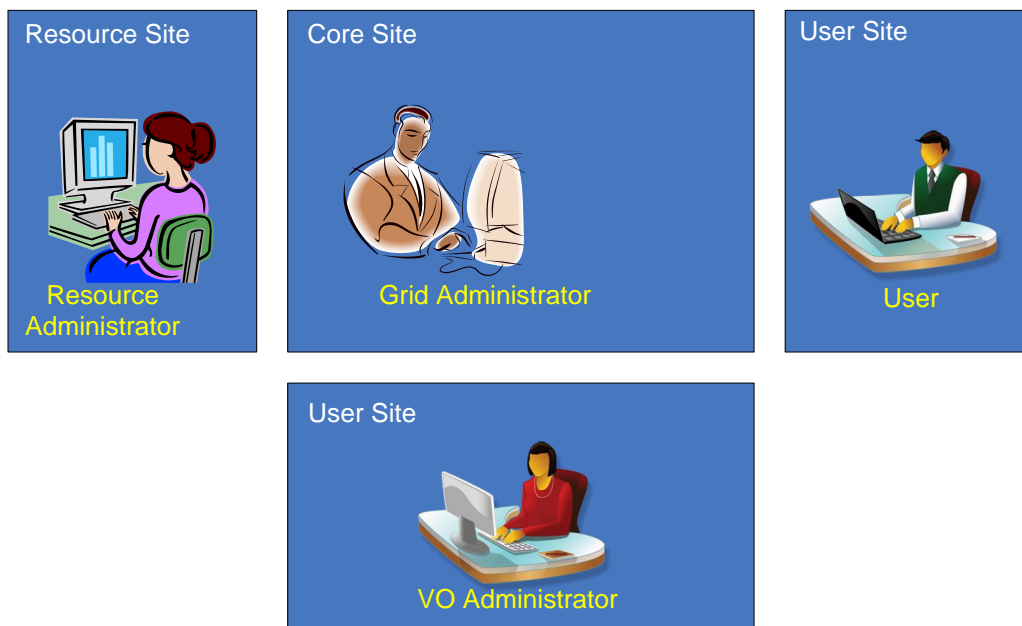 Resource Site
Resource
Administrator
Core Site
Grid Administrator
User Site
User
User Site
VO Administrator